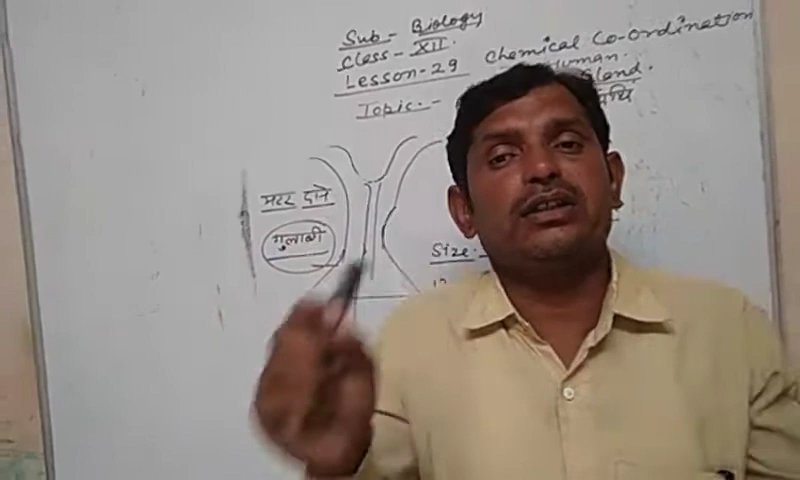 Sub - Biology
Class - XII.
Lesson - 29 Chemical Co-ordination
Human.
Topic. - Gland.
मटर दाने
गुलाबी
Size.